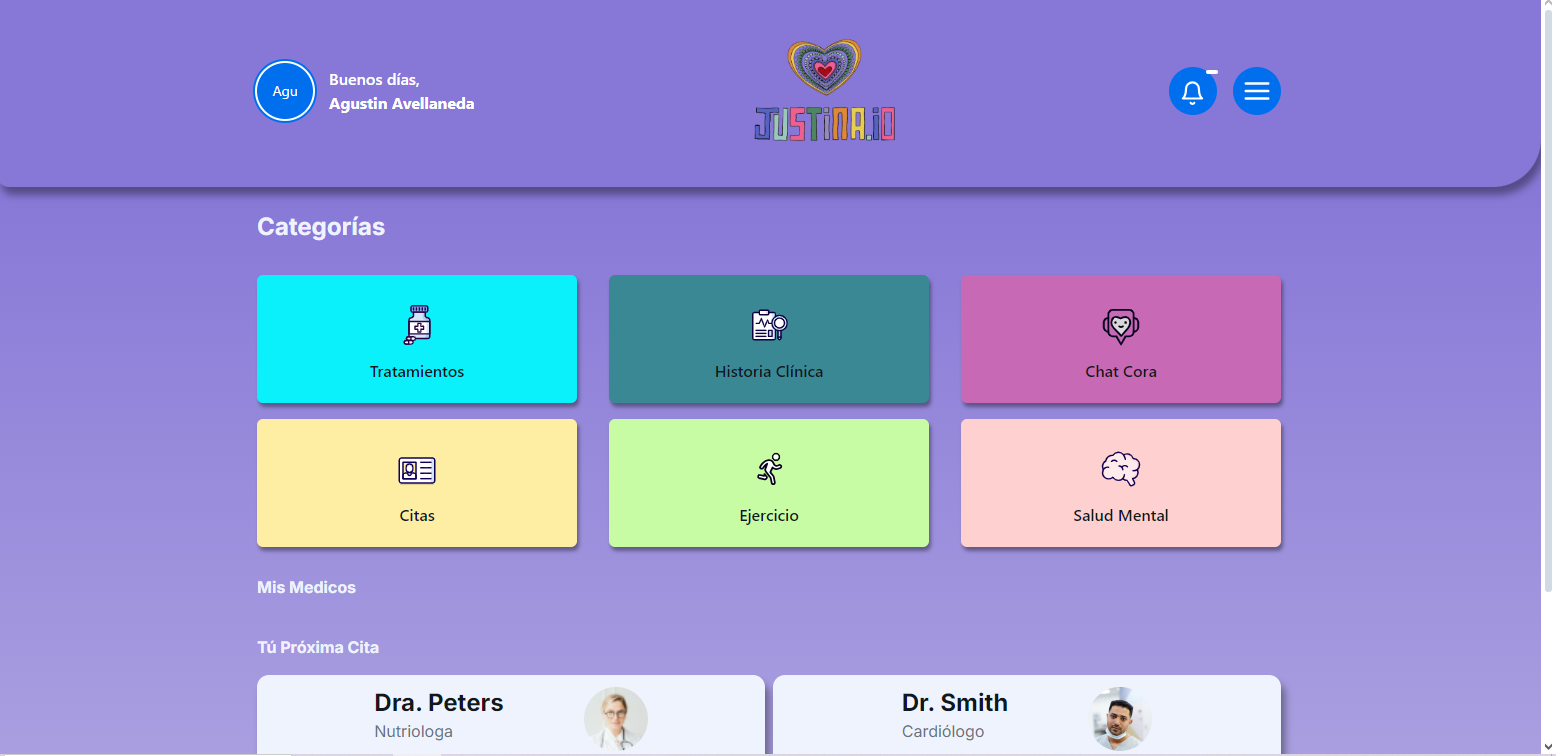 Agu
Buenos días,
Agustin Avellaneda
JUSTINA.IO
Categorías
Tratamientos
Historia Clínica
Chat Cora
Citas
Ejercicio
Salud Mental
Mis Medicos
Tú Próxima Cita
Dra. Peters
Nutriologa
Dr. Smith
Cardiólogo